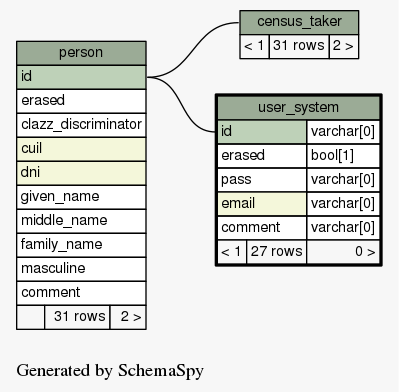 census_taker
< 1 31 rows 2 >
person
id
erased
clazz_discriminator
cuil
dni
given_name
middle_name
family_name
masculine
comment
31 rows 2 >
user_system
id varchar[0]
erased bool[1]
pass varchar[0]
email varchar[0]
comment varchar[0]
< 1 27 rows 0 >
Generated by SchemaSpy